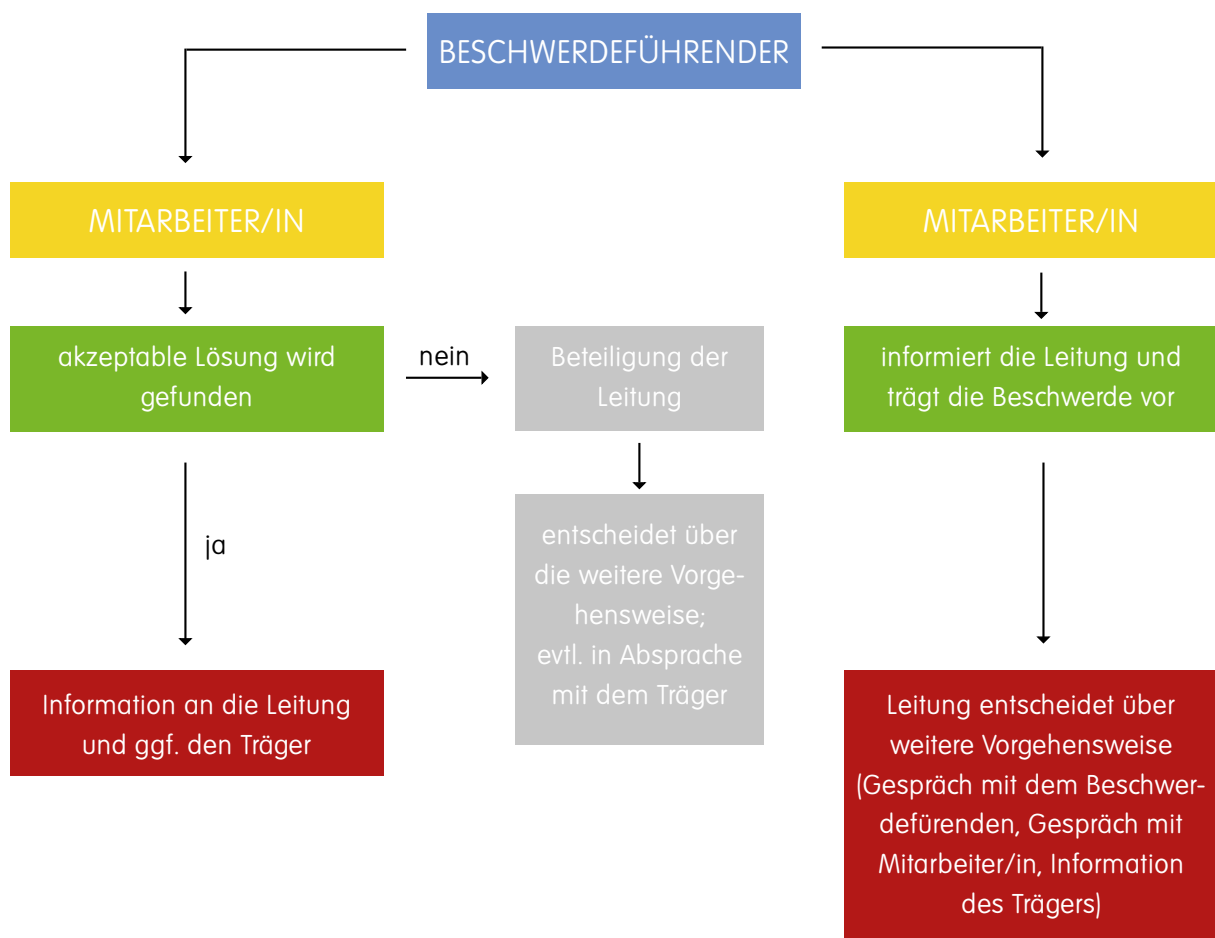 BESCHWERDEFÜHRENDER
MITARBEITER/IN
MITARBEITER/IN
akzeptable Lösung wird
gefunden
nein
Beteiligung der
Leitung
informiert die Leitung und
trägt die Beschwerde vor
ja
entscheidet über
die weitere Vorge-
hensweise;
evtl. in Absprache
mit dem Träger
Information an die Leitung
und ggf. den Träger
Leitung entscheidet über
weitere Vorgehensweise
(Gespräch mit dem Beschwer-
defürenden, Gespräch mit
Mitarbeiter/in, Information
des Trägers)